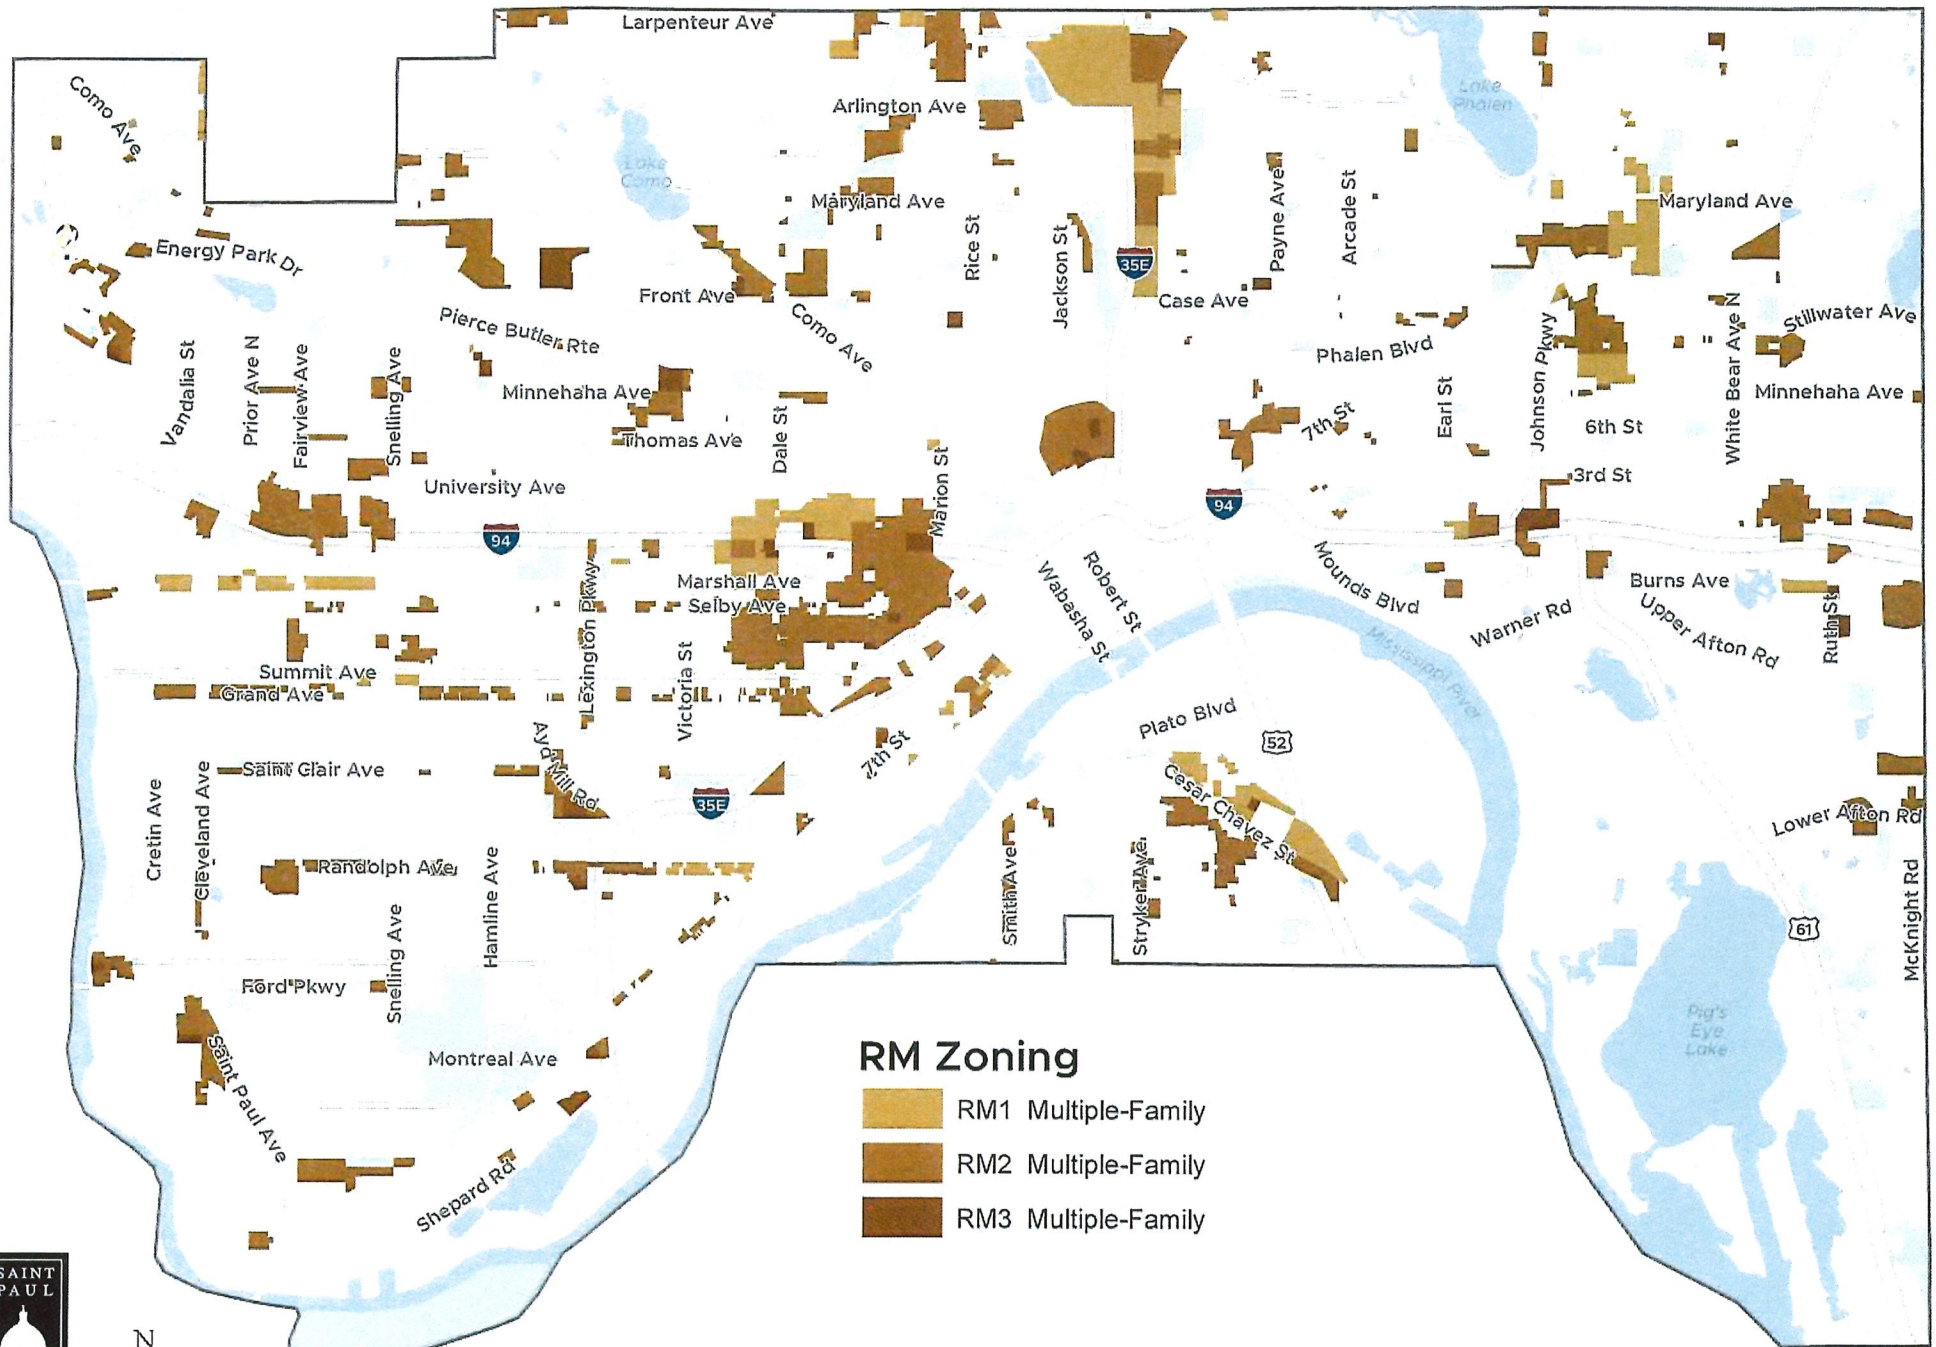 Larpenteur Ave
Como Ave
Lake
Phalen
Arlington Ave
Lake
Como
Maryland Ave
Maryland Ave
Energy Park Dr
Rice St
Jackson St
35E
Payne Ave
Arcade St
Front Ave
Case Ave
Pierce Butler Rte
Como Ave
Phalen Blvd
Johnson Pkwy
White Bear Ave N
Stillwater Ave
Vandalia St
Prior Ave N
Fairview Ave
Snelling Ave
Minnehaha Ave
Minnehaha Ave
Thomas Ave
Dale St
7th St
Earl St
6th St
University Ave
Marion St
3rd St
94
94
Lexington Pkwy
Marshall Ave
Selby Ave
Robert St
Wabasha St
Mounds Blvd
Warner Rd
Burns Ave
Upper Afton Rd
Ruth St
Mississippi River
Summit Ave
Grand Ave
Victoria St
Ayd Mill Rd
7th St
Plato Blvd
52
Saint Clair Ave
35E
Cesar Chavez St
Lower Afton Rd
Cretin Ave
Cleveland Ave
Randolph Ave
Hamline Ave
Smith Ave
Stryker Ave
McKnight Rd
Snelling Ave
61
Ford Pkwy
Pig's
Eye
Lake
Saint Paul Ave
Montreal Ave
Shepard Rd
RM Zoning
RM1 Multiple-Family
RM2 Multiple-Family
RM3 Multiple-Family
SAINT
PAUL
N